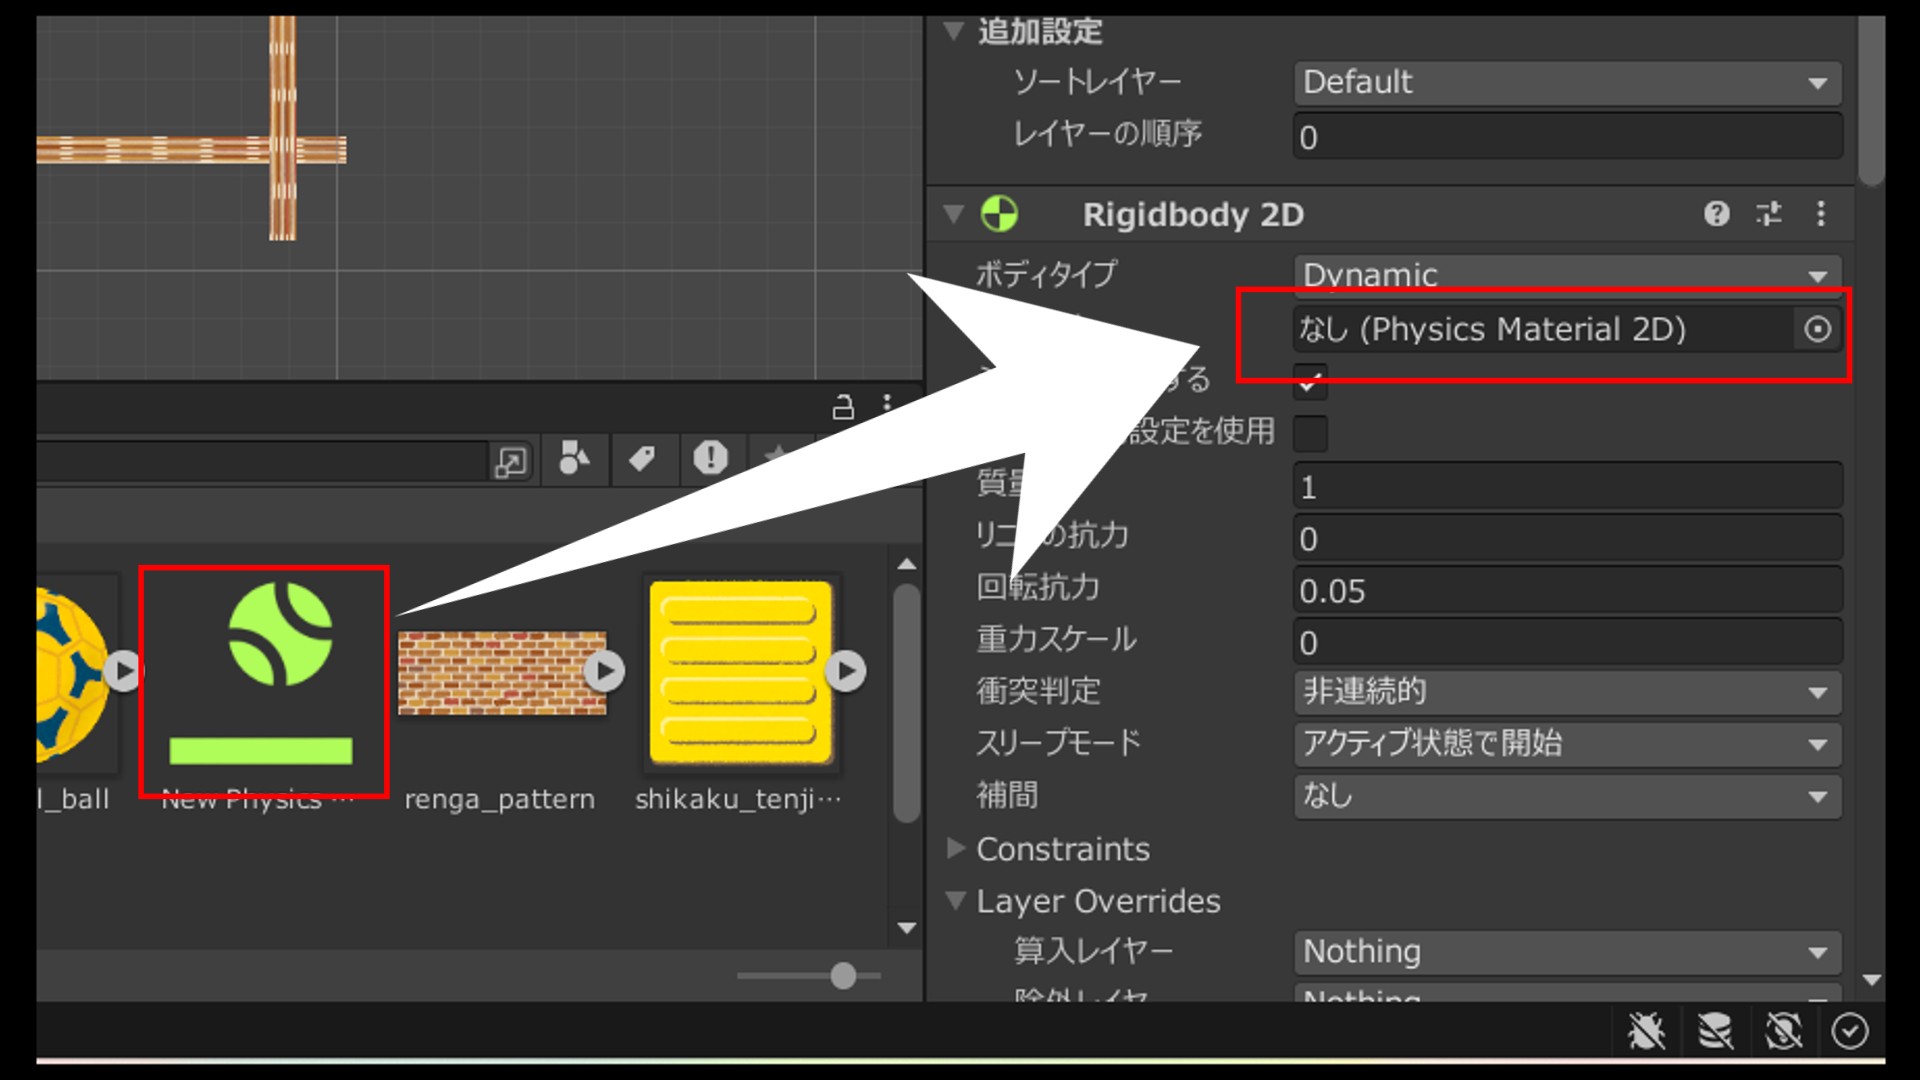 追加設定
ソートレイヤー Default
レイヤーの順序 0
Rigidbody 2D
ボディタイプ Dynamic
なし (Physics Material 2D)
する
設定を使用
質量 1
リニアの抗力 0
回転抗力 0.05
重力スケール 0
衝突判定 非連続的
スリープモード アクティブ状態で開始
補間 なし
Constraints
Layer Overrides
算入レイヤー Nothing
除外レイヤ Nothing
l_ball
New Physics ...
renga_pattern
shikaku_tenji...